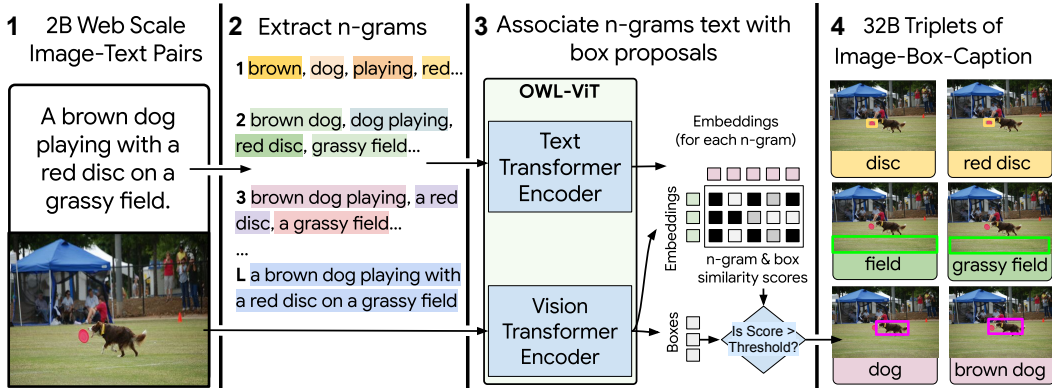 1 2B Web Scale
Image-Text Pairs
A brown dog
playing with a
red disc on a
grassy field.
2 Extract n-grams
1 brown, dog, playing, red...
2 brown dog, dog playing,
red disc, grassy field...
3 brown dog playing, a red
disc, a grassy field...
...
L a brown dog playing with
a red disc on a grassy field
3 Associate n-grams text with
box proposals
OWL-ViT
Text
Transformer
Encoder
Vision
Transformer
Encoder
Embeddings
(for each n-gram)
Embeddings
n-gram & box
similarity scores
Boxes
Is Score >
Threshold?
4 32B Triplets of
Image-Box-Caption
disc
red disc
field
grassy field
dog
brown dog